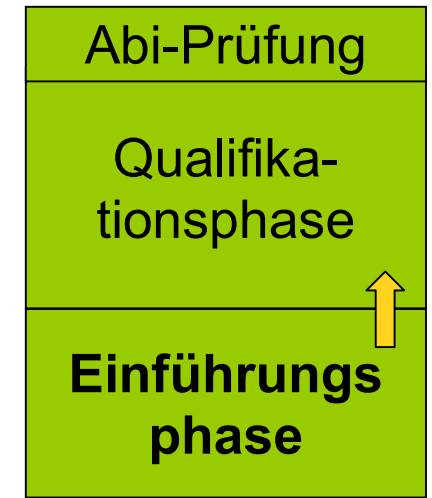 Abi-Prüfung
Qualifika-
tionsphase
Einführungs
phase